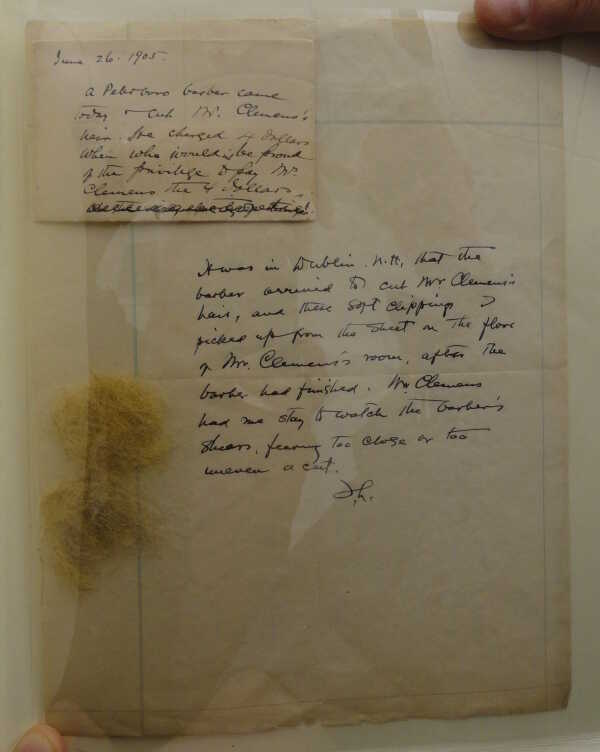 June 26. 1905.
A Peterboro barber came
today & cut Mr. Clemens's
hair. He charged 4 dollars
when who would be proud
of the privilege to pay Mr.
Clemens the 4 dollars.
It was in Dublin. N.H., that the
barber arrived to cut Mr. Clemens's
hair, and these soft clippings I
picked up from the sheet on the floor
of Mr. Clemens's room, after the
barber had finished. Mr. Clemens
had me stay to watch the barber's
shears, fearing too close or too
uneven a cut.